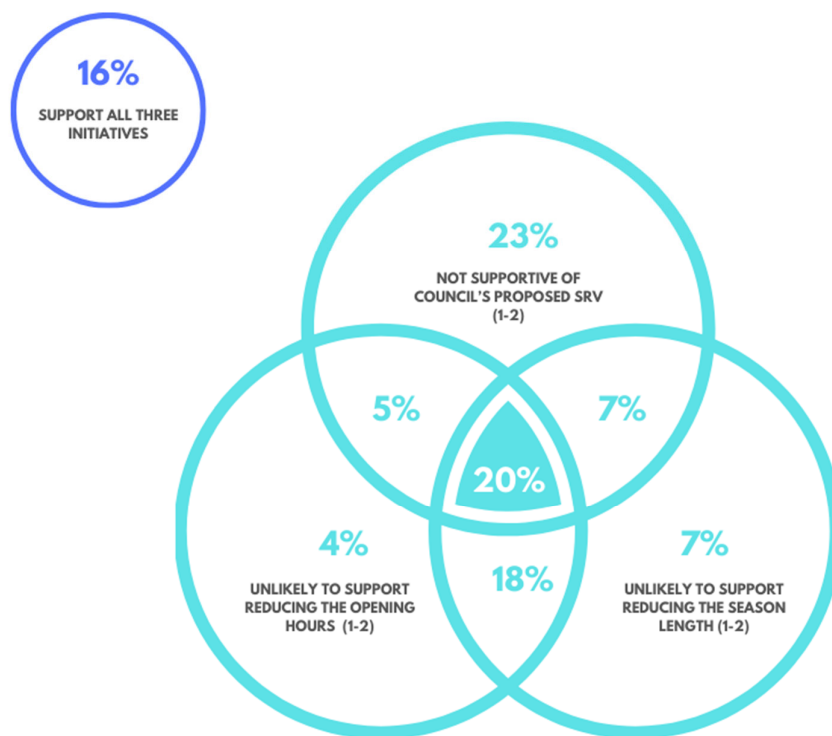 16%
SUPPORT ALL THREE
INITIATIVES
23%
NOT SUPPORTIVE OF
COUNCIL'S PROPOSED SRV
(1-2)
5%
7%
20%
4%
UNLIKELY TO SUPPORT
REDUCING THE OPENING
HOURS (1-2)
18%
7%
UNLIKELY TO SUPPORT
REDUCING THE SEASON
LENGTH (1-2)